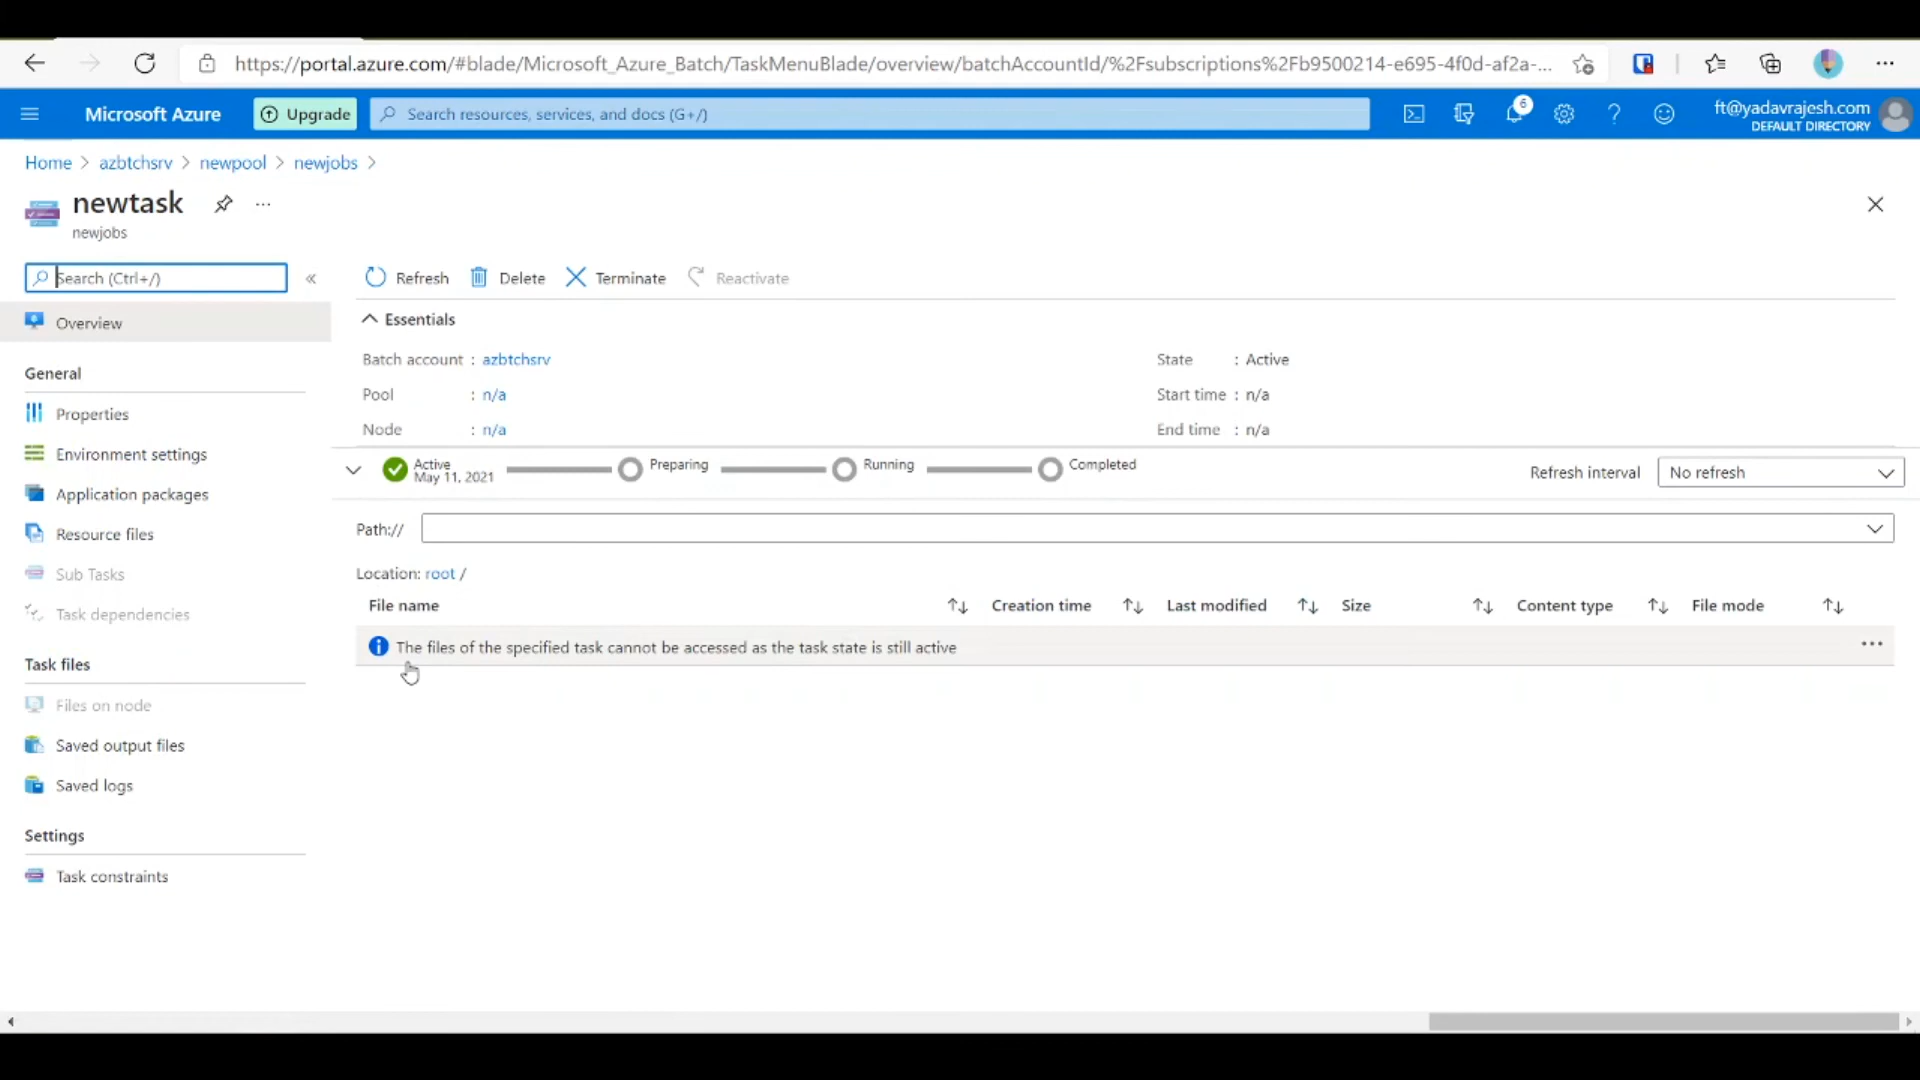 https://portal.azure.com/#blade/Microsoft_Azure_Batch/TaskMenuBlade/overview/batchAccountId/%2Fsubscriptions%2Fb9500214-e695-4f0d-af2a-...
Microsoft Azure
Upgrade
Search resources, services, and docs (G+/)
6
ft@yadavrajesh.com
DEFAULT DIRECTORY
Home > azbtchsrv > newpool > newjobs >
newtask
newjobs
Search (Ctrl+/)
Refresh Delete Terminate Reactivate
Overview
General
Properties
Environment settings
Application packages
Resource files
Sub Tasks
Task dependencies
Task files
Files on node
Saved output files
Saved logs
Settings
Task constraints
Essentials
Batch account : azbtchsrv
State : Active
Pool : n/a
Start time : n/a
Node : n/a
End time : n/a
Active
May 11, 2021
Preparing
Running
Completed
Refresh interval
No refresh
Path://
Location: root /
File name Creation time Last modified Size Content type File mode
The files of the specified task cannot be accessed as the task state is still active